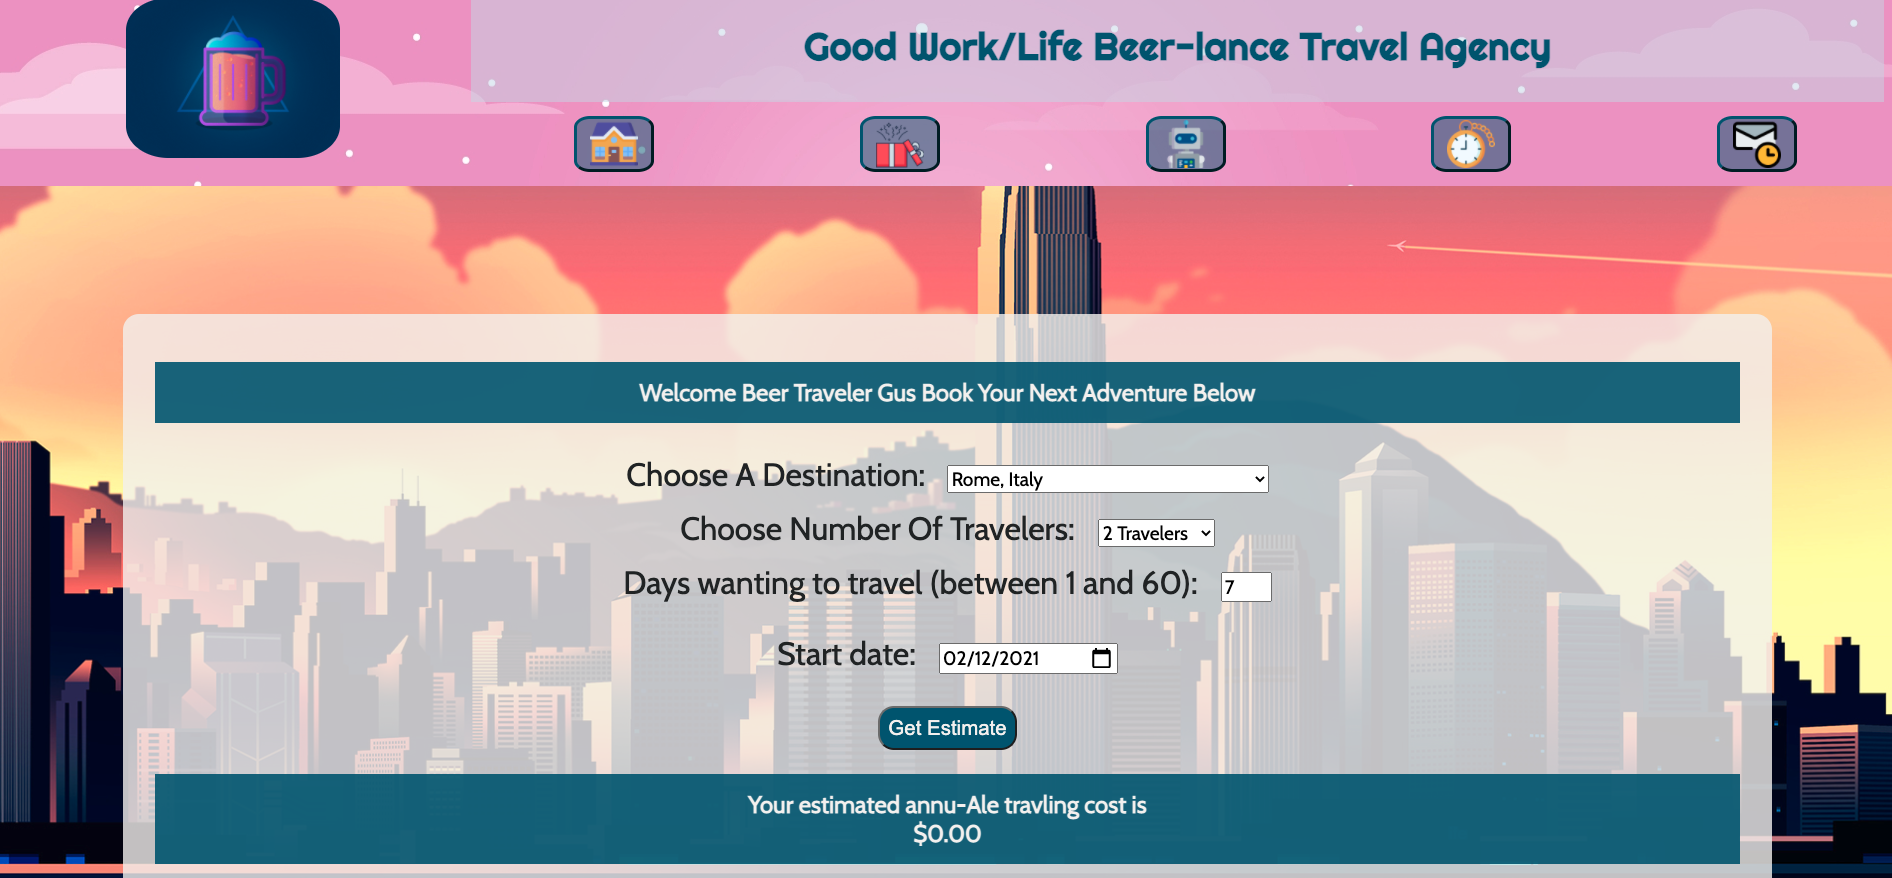 Good Work/Life Beer-lance Travel Agency
Welcome Beer Traveler Gus Book Your Next Adventure Below
Choose A Destination: Rome, Italy
Choose Number Of Travelers: 2 Travelers
Days wanting to travel (between 1 and 60): 7
Start date: 02/12/2021
Get Estimate
Your estimated annu-Ale travling cost is
$0.00